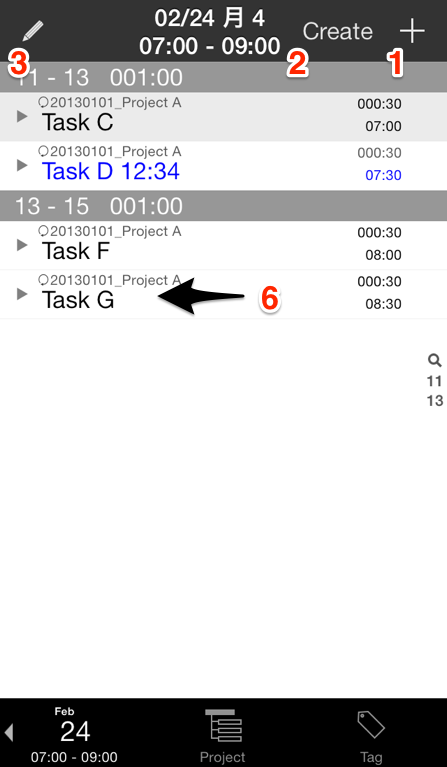 02/24 月 4
07:00 - 09:00
Create
3
2
1
11 - 13 001:00
20130101_Project A
000:30
Task C
07:00
20130101_Project A
000:30
Task D 12:34
07:30
13 - 15 001:00
20130101_Project A
000:30
Task F
08:00
20130101_Project A
000:30
Task G
08:30
6
11
13
Feb
24
07:00 - 09:00
Project
Tag